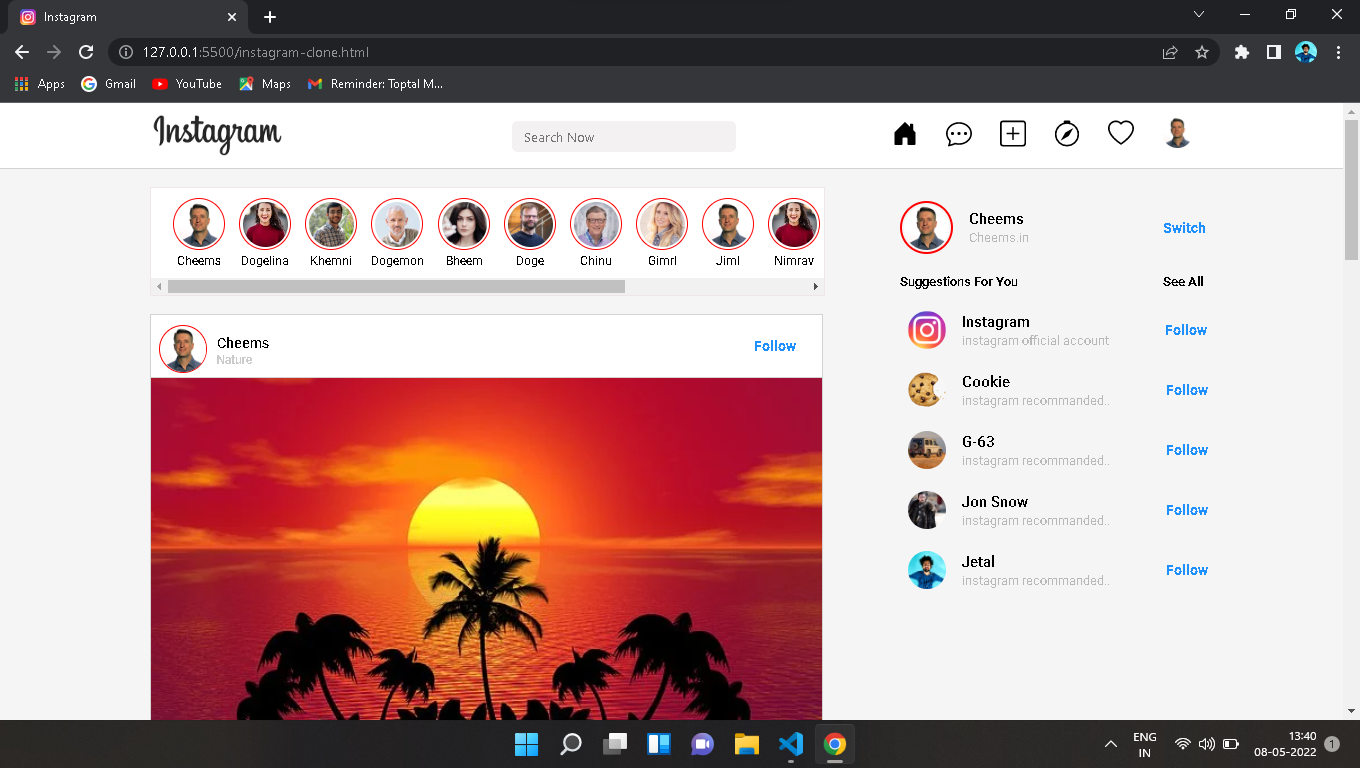 Instagram
127.0.0.1:5500/instagram-clone.html
Apps Gmail YouTube Maps Reminder: Toptal M...
Instagram
Search Now
Cheems Dogelina Khemni Dogemon Bheem Doge Chinu Gimrl Jiml Nimrav
Cheems
Nature
Follow
Cheems
Cheems.in
Switch
Suggestions For You See All
Instagram
instagram official account
Follow
Cookie
instagram recommanded..
Follow
G-63
instagram recommanded..
Follow
Jon Snow
instagram recommanded..
Follow
Jetal
instagram recommanded..
Follow
ENG
IN
13:40
08-05-2022
1